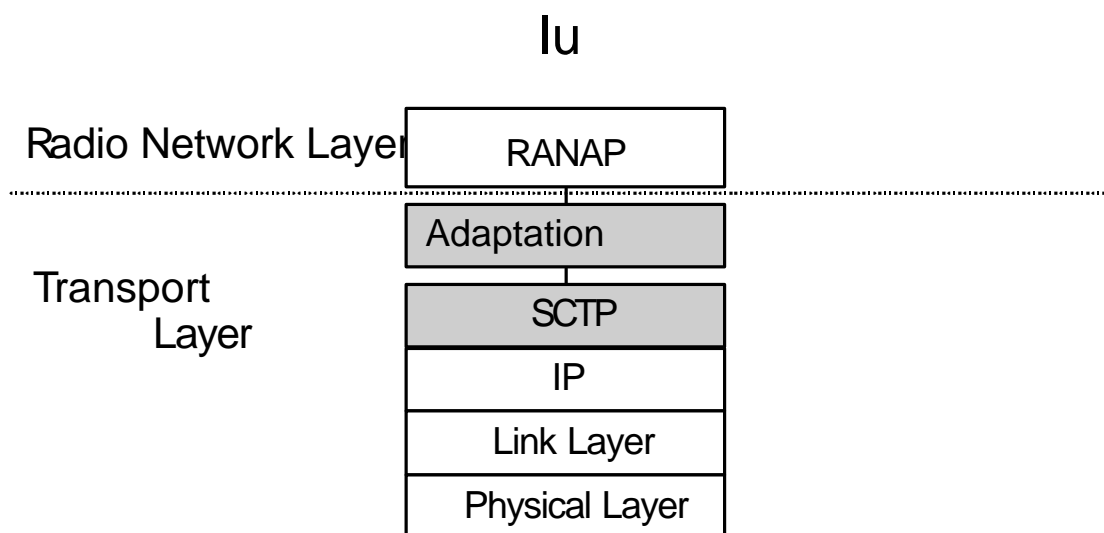 Iu
Radio Network Layer
RANAP
Adaptation
Transport
Layer
SCTP
IP
Link Layer
Physical Layer